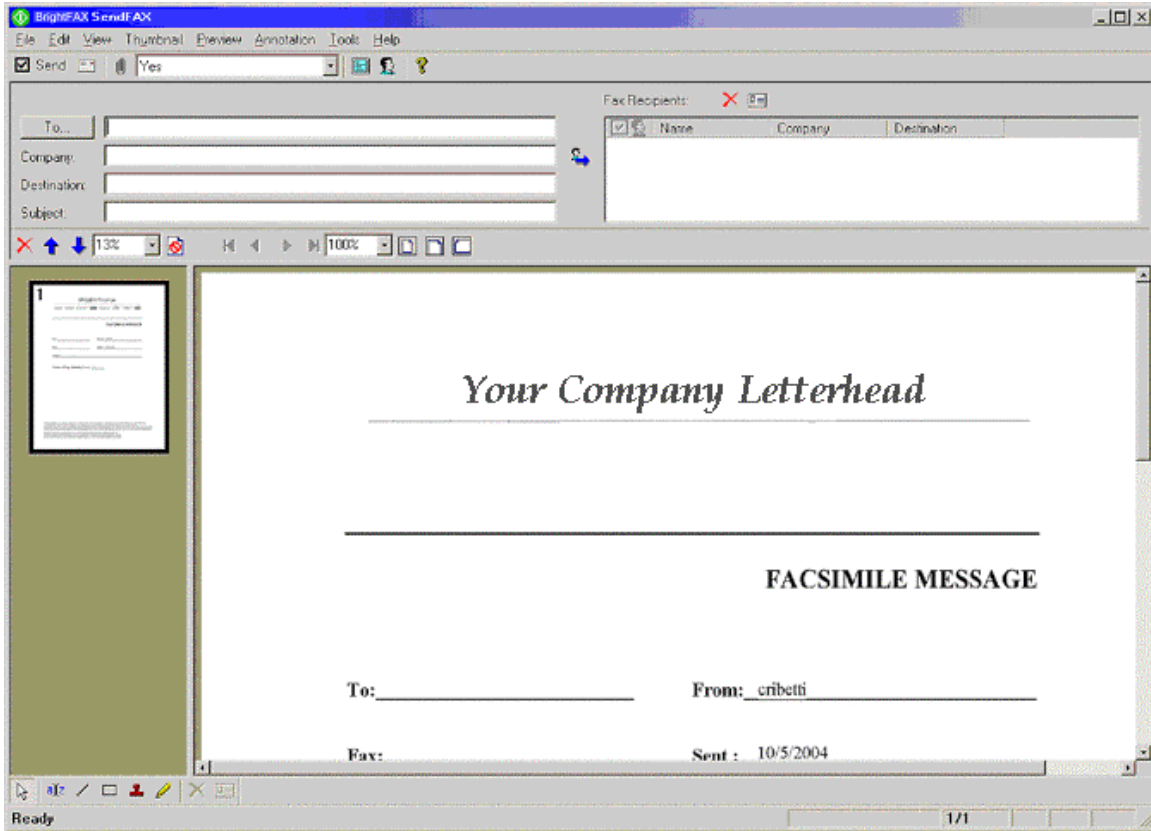 BrightFAX SendFAX
File Edit View Thumbnail Preview Annotation Tools Help
Send Yes
Fax Recipients:
To... Name Company Destination
Company:
Destination:
Subject:
13% 100%
1
Your Company Letterhead
FACSIMILE MESSAGE
To: From: cribetti
Fax: Sent : 10/5/2004
Ready 1/1